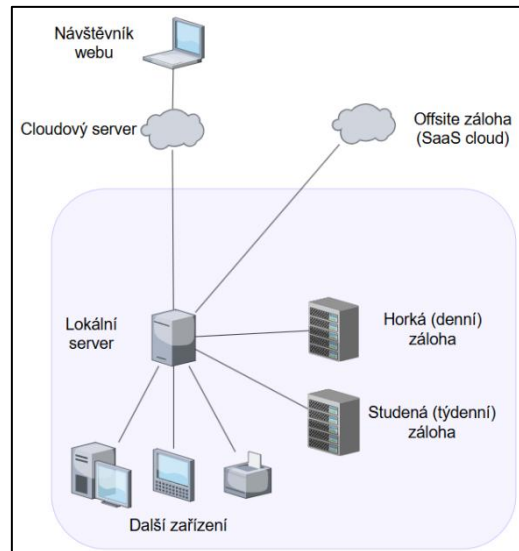 Návštěvník
webu
Cloudový server
Offsite záloha
(SaaS cloud)
Lokální
server
Horká (denní)
záloha
Studená (týdenní)
záloha
Další zařízení